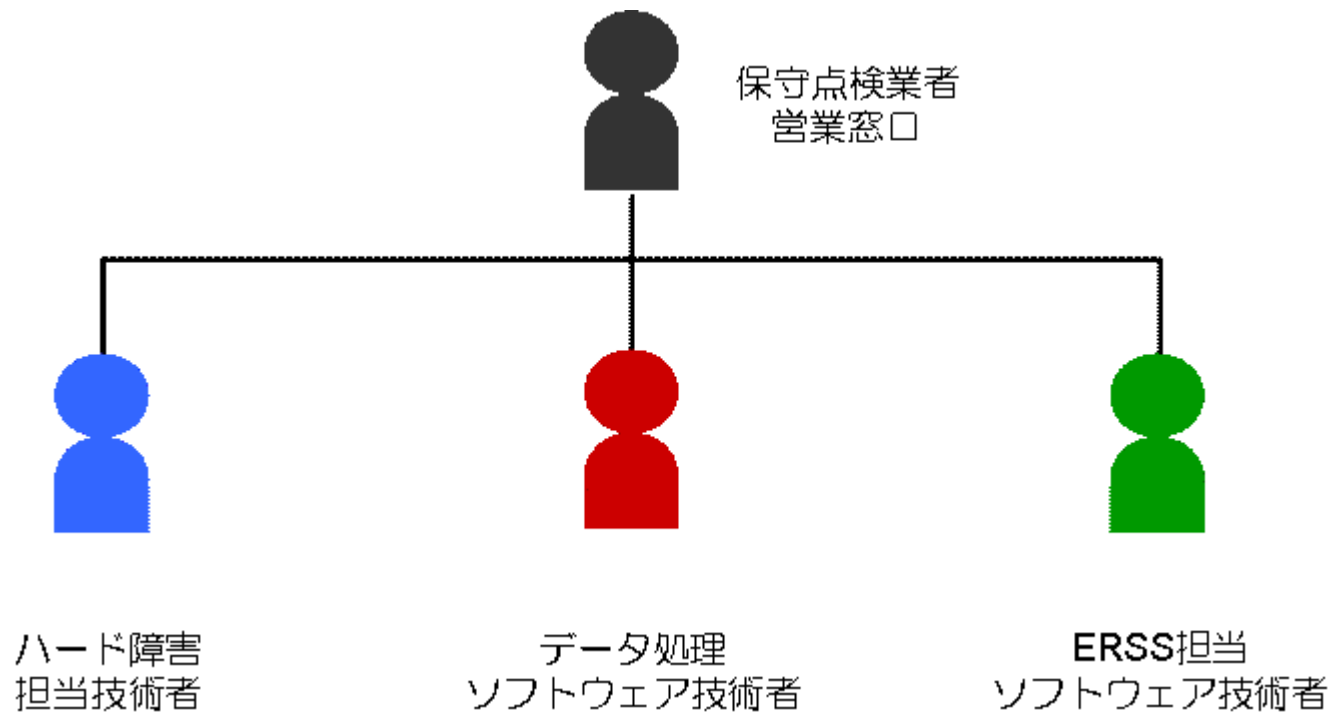 保守点検業者
営業窓口
ハード障害
担当技術者
データ処理
ソフトウェア技術者
ERSS担当
ソフトウェア技術者